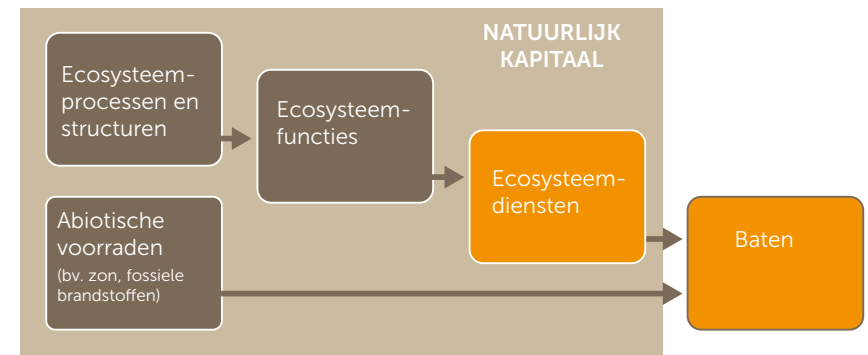 NATUURLIJK
KAPITAAL
Ecosysteem-
processen en
structuren
Ecosysteem-
functies
Ecosysteem-
diensten
Abiotische
voorraden
(bv. zon, fossiele
brandstoffen)
Baten